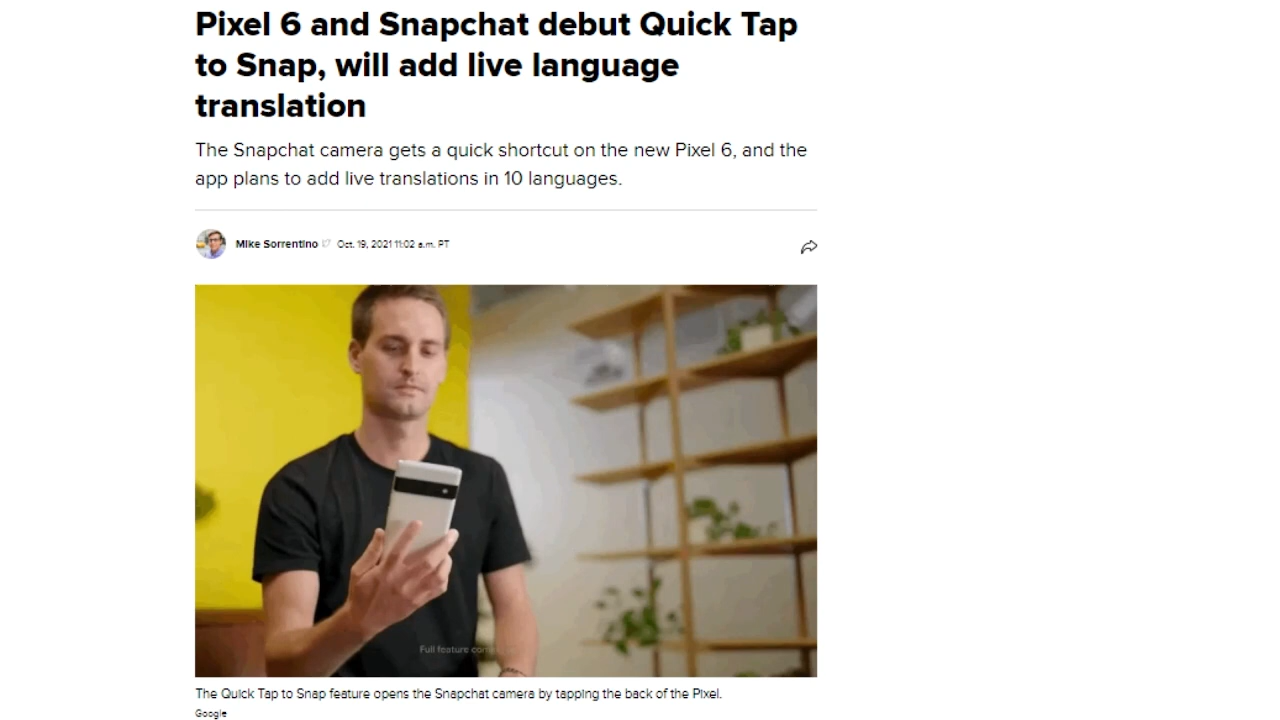 Pixel 6 and Snapchat debut Quick Tap
to Snap, will add live language
translation
The Snapchat camera gets a quick shortcut on the new Pixel 6, and the
app plans to add live translations in 10 languages.
Mike Sorrentino Oct. 19, 2021 11:02 a.m. PT
Full feature
The Quick Tap to Snap feature opens the Snapchat camera by tapping the back of the Pixel.
Google